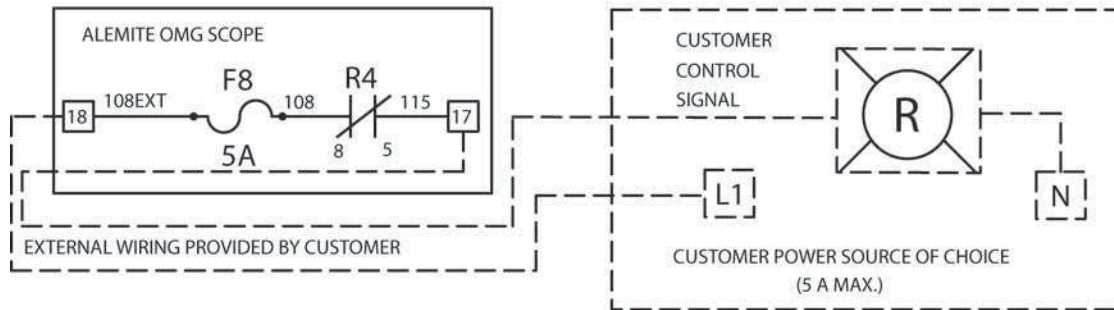 ALEMITE OMG SCOPE
F8
R4
18
108EXT
108
115
17
5A
8
5
EXTERNAL WIRING PROVIDED BY CUSTOMER
CUSTOMER
CONTROL
SIGNAL
R
L1
N
CUSTOMER POWER SOURCE OF CHOICE
(5 A MAX.)